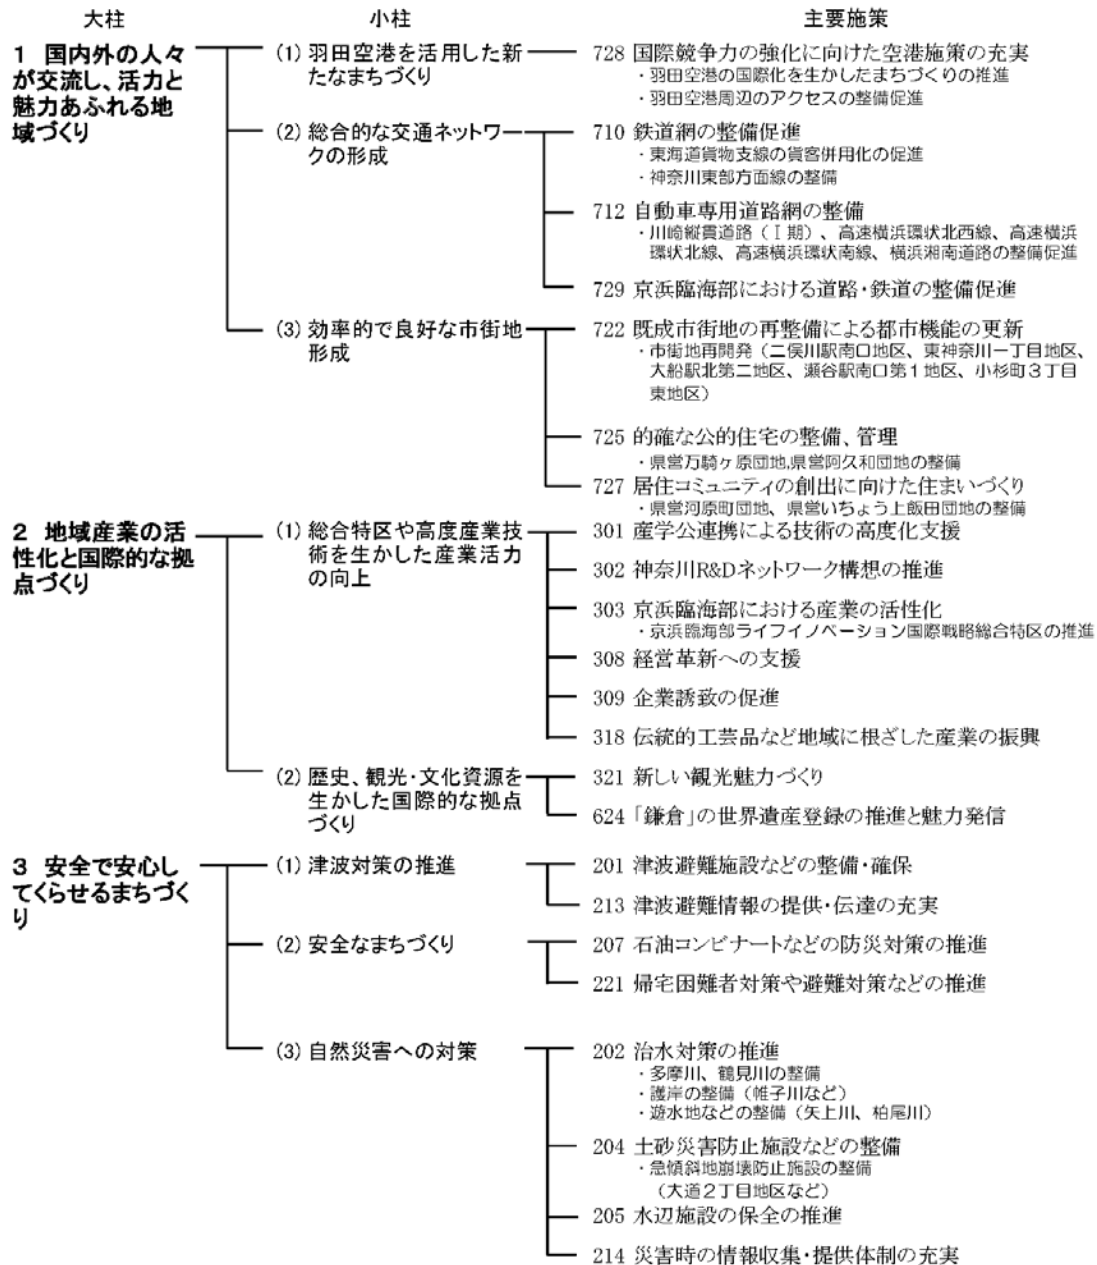 大柱 小柱 主要施策
1 国内外の人々
が交流し、活力と
魅力あふれる地
域づくり
(1) 羽田空港を活用した新
たなまちづくり
728 国際競争力の強化に向けた空港施策の充実
・羽田空港の国際化を生かしたまちづくりの推進
・羽田空港周辺のアクセスの整備促進
(2) 総合的な交通ネットワー
クの形成
710 鉄道網の整備促進
・東海道貨物支線の貨客併用化の促進
・神奈川東部方面線の整備
712 自動車専用道路網の整備
・川崎縦貫道路(Ⅰ期)、高速横浜環状北西線、高速横浜
環状北線、高速横浜環状南線、横浜湘南道路の整備促進
729 京浜臨海部における道路・鉄道の整備促進
(3) 効率的で良好な市街地
形成
722 既成市街地の再整備による都市機能の更新
・市街地再開発(二俣川駅南口地区、東神奈川一丁目地区、
大船駅北第二地区、瀬谷駅南口第1地区、小杉町3丁目
東地区)
725 的確な公的住宅の整備、管理
・県営万騎ヶ原団地,県営阿久和団地の整備
727 居住コミュニティの創出に向けた住まいづくり
・県営河原町団地、県営いちょう上飯田団地の整備
2 地域産業の活
性化と国際的な拠
点づくり
(1) 総合特区や高度産業技
術を生かした産業活力
の向上
301 産学公連携による技術の高度化支援
302 神奈川R&Dネットワーク構想の推進
303 京浜臨海部における産業の活性化
・京浜臨海部ライフイノベーション国際戦略総合特区の推進
308 経営革新への支援
309 企業誘致の促進
318 伝統的工芸品など地域に根ざした産業の振興
(2) 歴史、観光・文化資源を
生かした国際的な拠点
づくり
321 新しい観光魅力づくり
624 「鎌倉」の世界遺産登録の推進と魅力発信
3 安全で安心し
てくらせるまちづく
り
(1) 津波対策の推進
201 津波避難施設などの整備・確保
213 津波避難情報の提供・伝達の充実
(2) 安全なまちづくり
207 石油コンビナートなどの防災対策の推進
221 帰宅困難者対策や避難対策などの推進
(3) 自然災害への対策
202 治水対策の推進
・多摩川、鶴見川の整備
・護岸の整備(帷子川など)
・遊水地などの整備(矢上川、柏尾川)
204 土砂災害防止施設などの整備
・急傾斜地崩壊防止施設の整備
(大道2丁目地区など)
205 水辺施設の保全の推進
214 災害時の情報収集・提供体制の充実